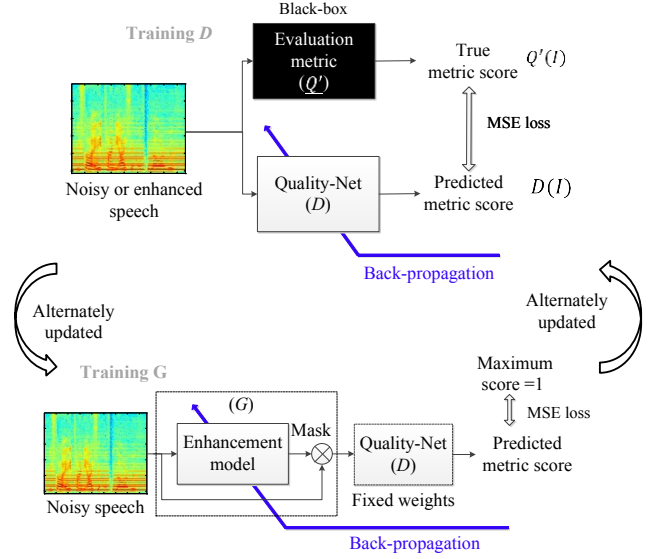 Black-box
Training D
Evaluation
metric
(Q')
True
metric score
Q'(I)
MSE loss
Noisy or enhanced
speech
Quality-Net
(D)
Predicted
metric score
D(I)
Back-propagation
Alternately
updated
Alternately
updated
Training G
Maximum
score =1
MSE loss
(G)
Enhancement
model
Mask
Quality-Net
(D)
Predicted
metric score
Noisy speech
Fixed weights
Back-propagation